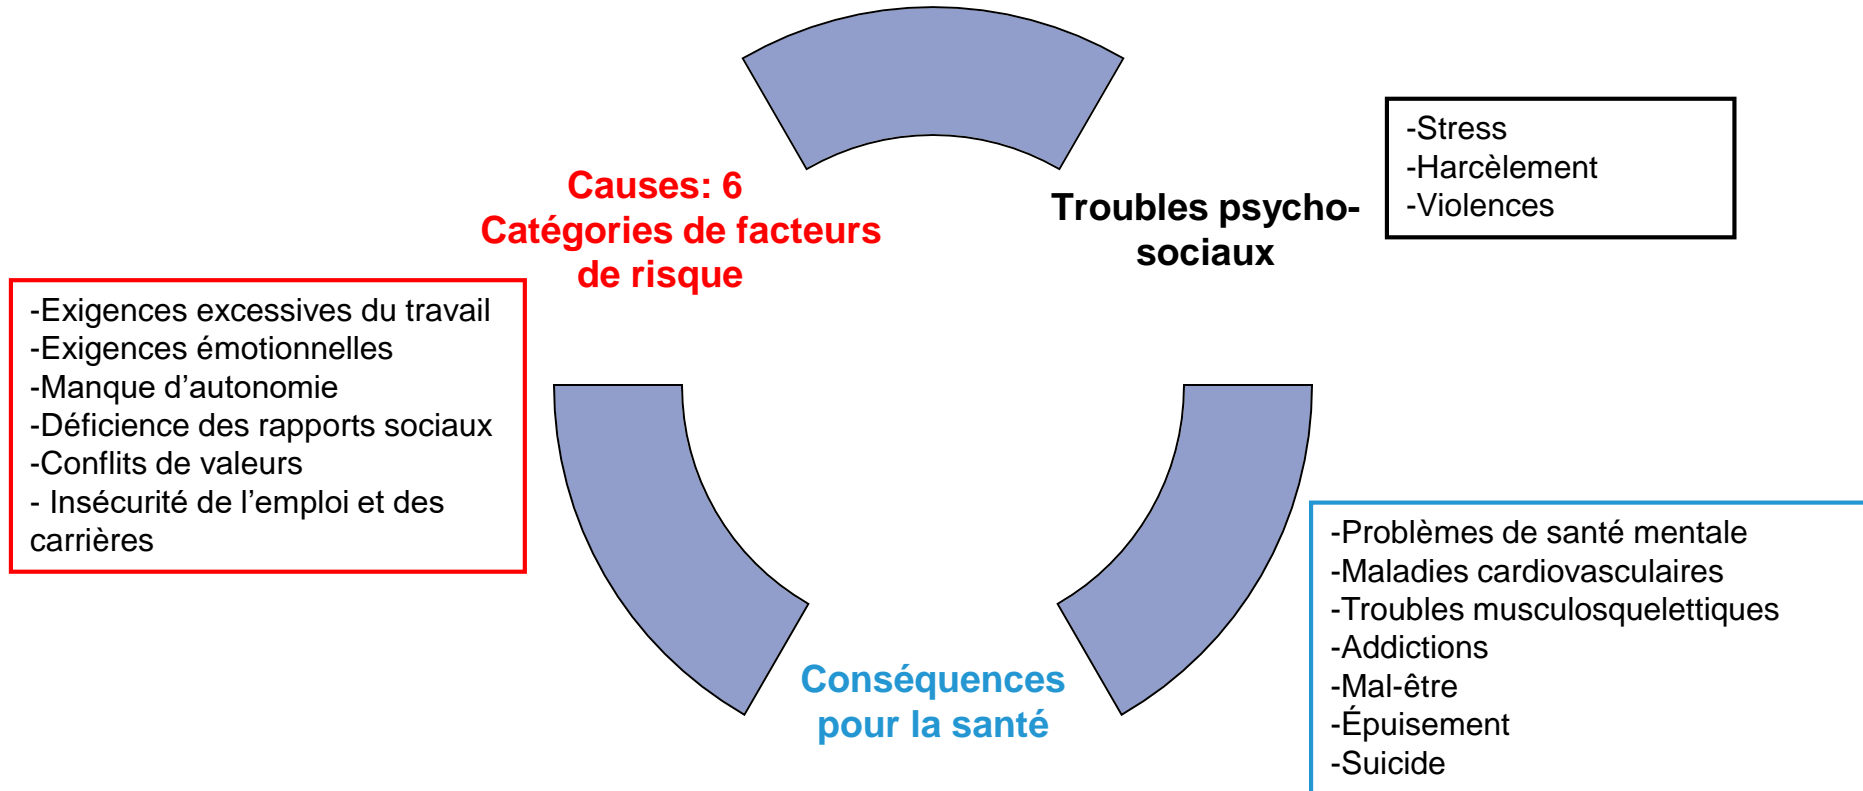 Causes: 6
Catégories de facteurs
de risque
-Exigences excessives du travail
-Exigences émotionnelles
-Manque d’autonomie
-Déficience des rapports sociaux
-Conflits de valeurs
- Insécurité de l’emploi et des
carrières
Troubles psycho-
sociaux
-Stress
-Harcèlement
-Violences
Conséquences
pour la santé
-Problèmes de santé mentale
-Maladies cardiovasculaires
-Troubles musculosquelettiques
-Addictions
-Mal-être
-Épuisement
-Suicide